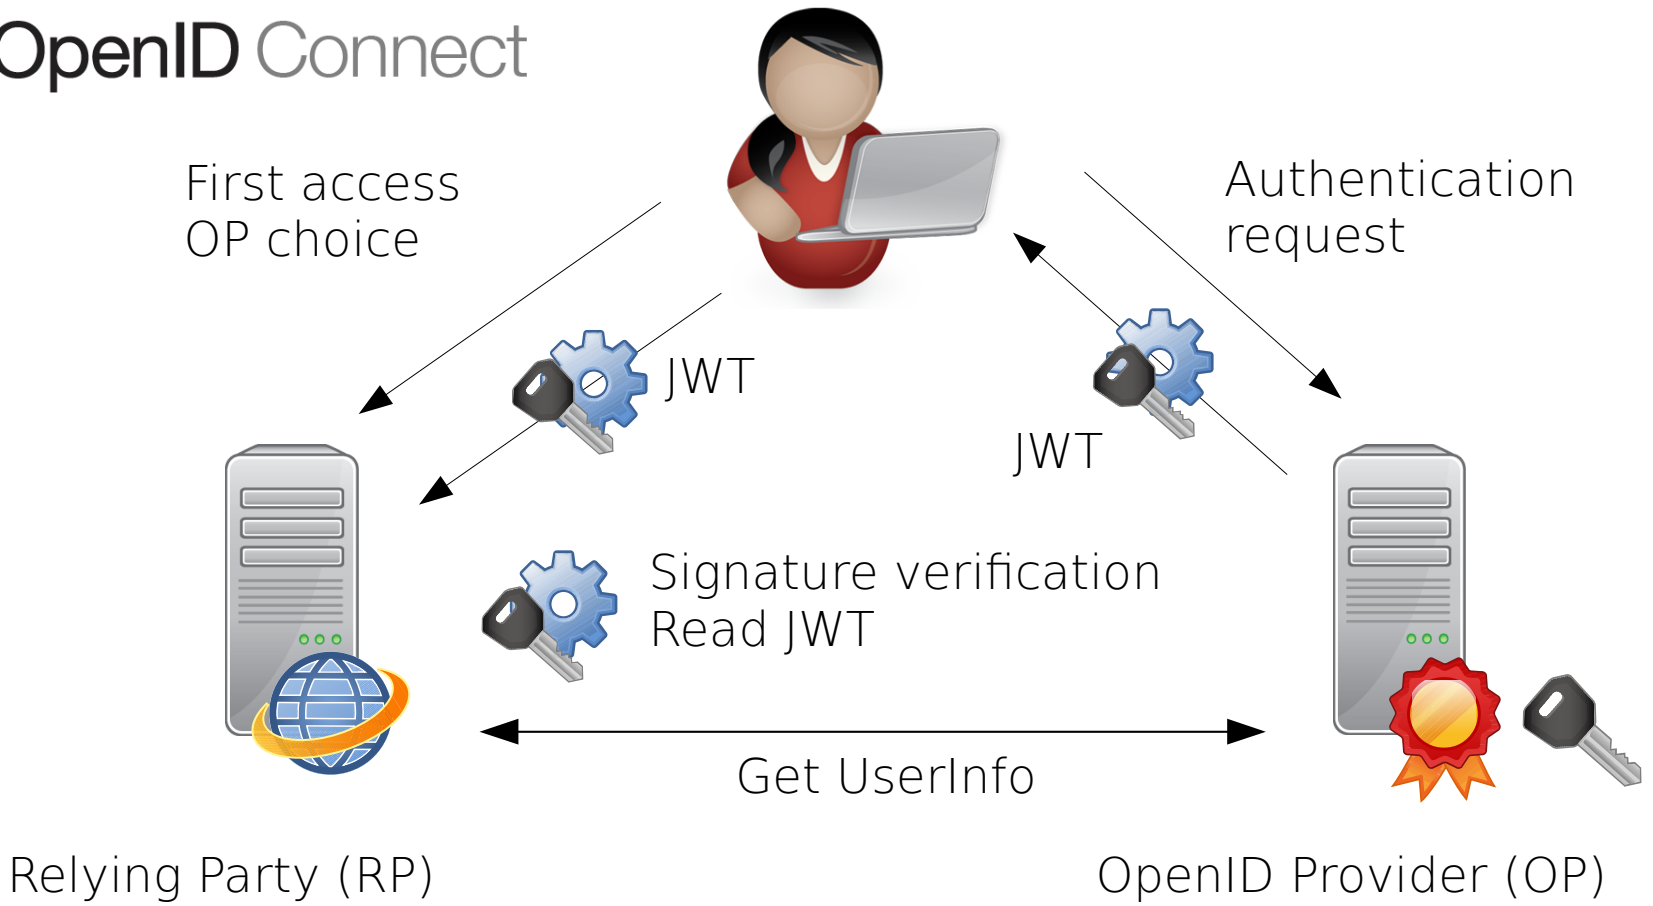 OpenID Connect
First access
OP choice
Authentication
request
JWT
JWT
Signature verification
Read JWT
Get UserInfo
Relying Party (RP)
OpenID Provider (OP)